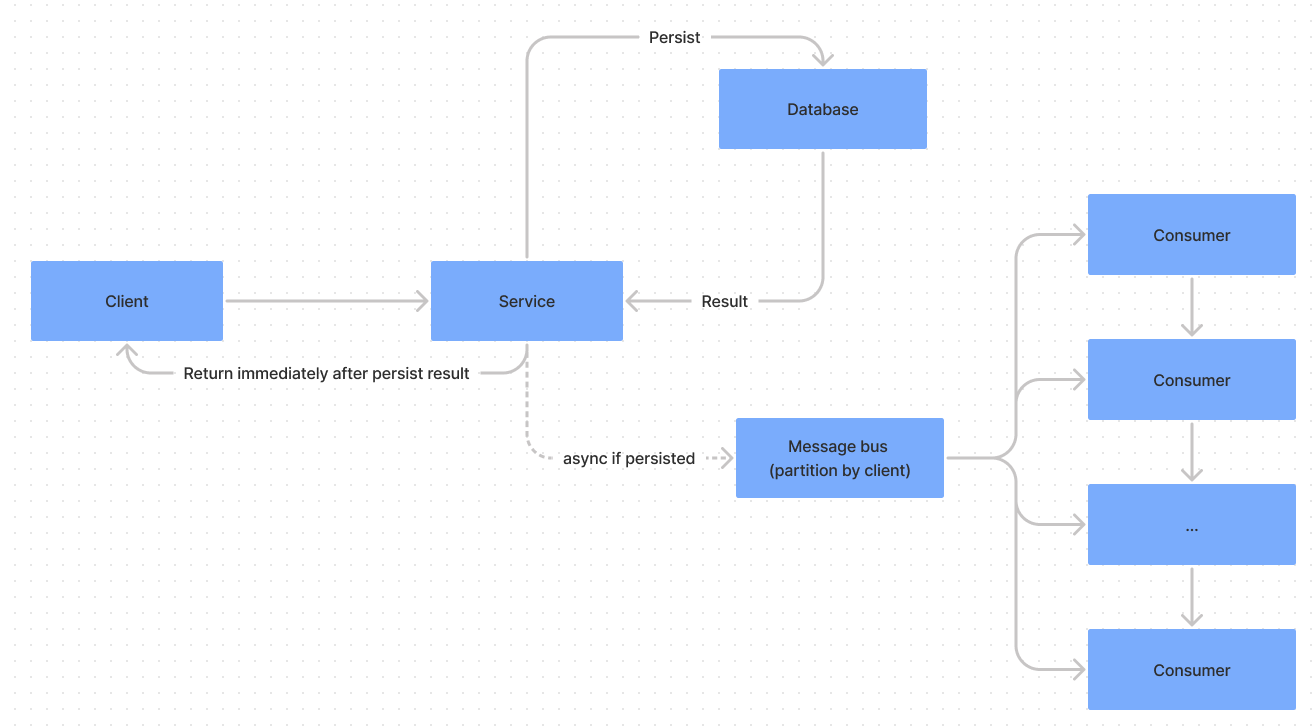 Persist
Database
Consumer
Client
Service
Result
Return immediately after persist result
Consumer
async if persisted
Message bus
(partition by client)
...
Consumer